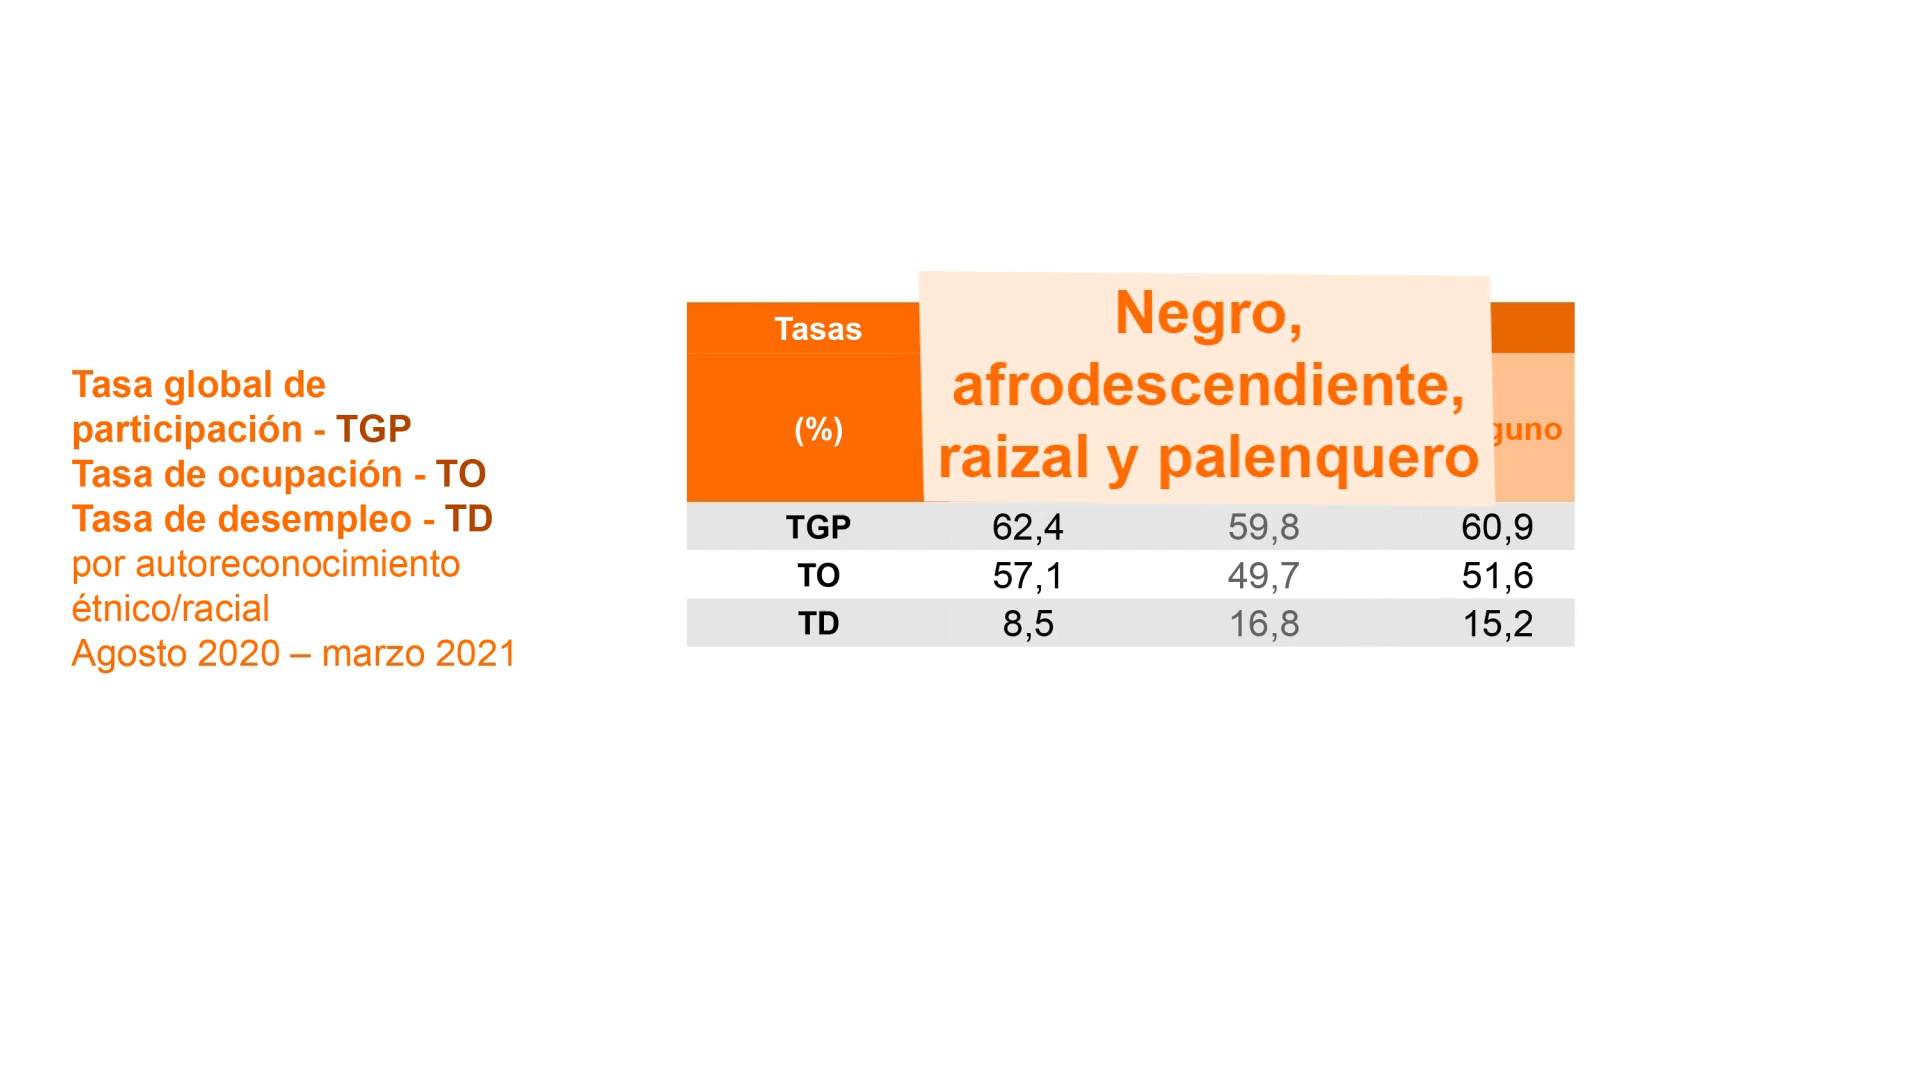 Tasa global de
participación - TGP
Tasa de ocupación - TO
Tasa de desempleo - TD
por autoreconocimiento
étnico/racial
Agosto 2020 – marzo 2021
Tasas
(%)
Negro,
afrodescendiente,
raizal y palenquero
TGP 62,4 59,8 60,9
TO 57,1 49,7 51,6
TD 8,5 16,8 15,2